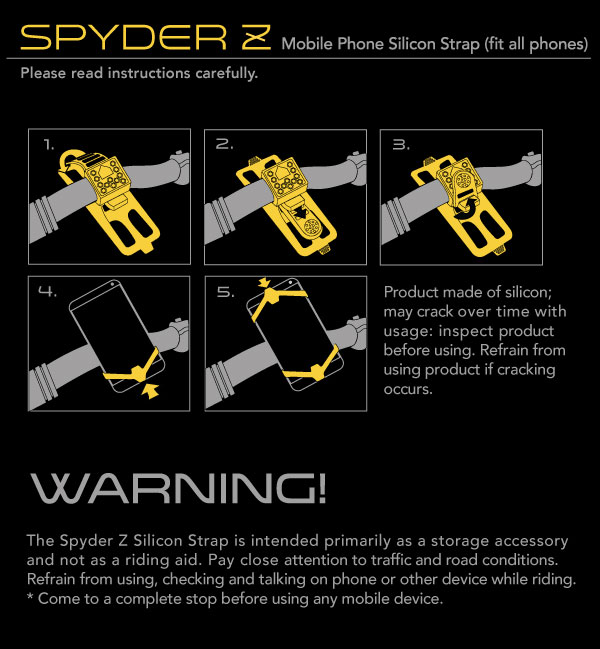 SPYDER Z Mobile Phone Silicon Strap (fit all phones)
Please read instructions carefully.
1.
2.
3.
4.
5.
Product made of silicon;
may crack over time with
usage: inspect product
before using. Refrain from
using product if cracking
occurs.
WARNING!
The Spyder Z Silicon Strap is intended primarily as a storage accessory
and not as a riding aid. Pay close attention to traffic and road conditions.
Refrain from using, checking and talking on phone or other device while riding.
* Come to a complete stop before using any mobile device.